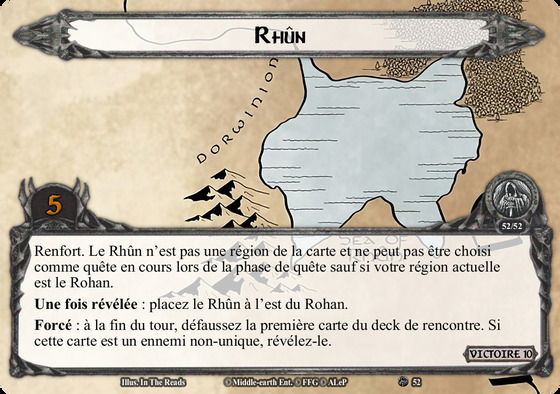 RHÛN
DORWINION
SEA OF
5
52/52
Renfort. Le Rhûn n'est pas une région de la carte et ne peut pas être choisi
comme quête en cours lors de la phase de quête sauf si votre région actuelle
est le Rohan.
Une fois révélée : placez le Rhûn à l'est du Rohan.
Forcé : à la fin du tour, défaussez la première carte du deck de rencontre. Si
cette carte est un ennemi non-unique, révélez-le.
VICTOIRE 10
Illus. In The Reads © Middle-earth Ent. © FFG © ALeP 52